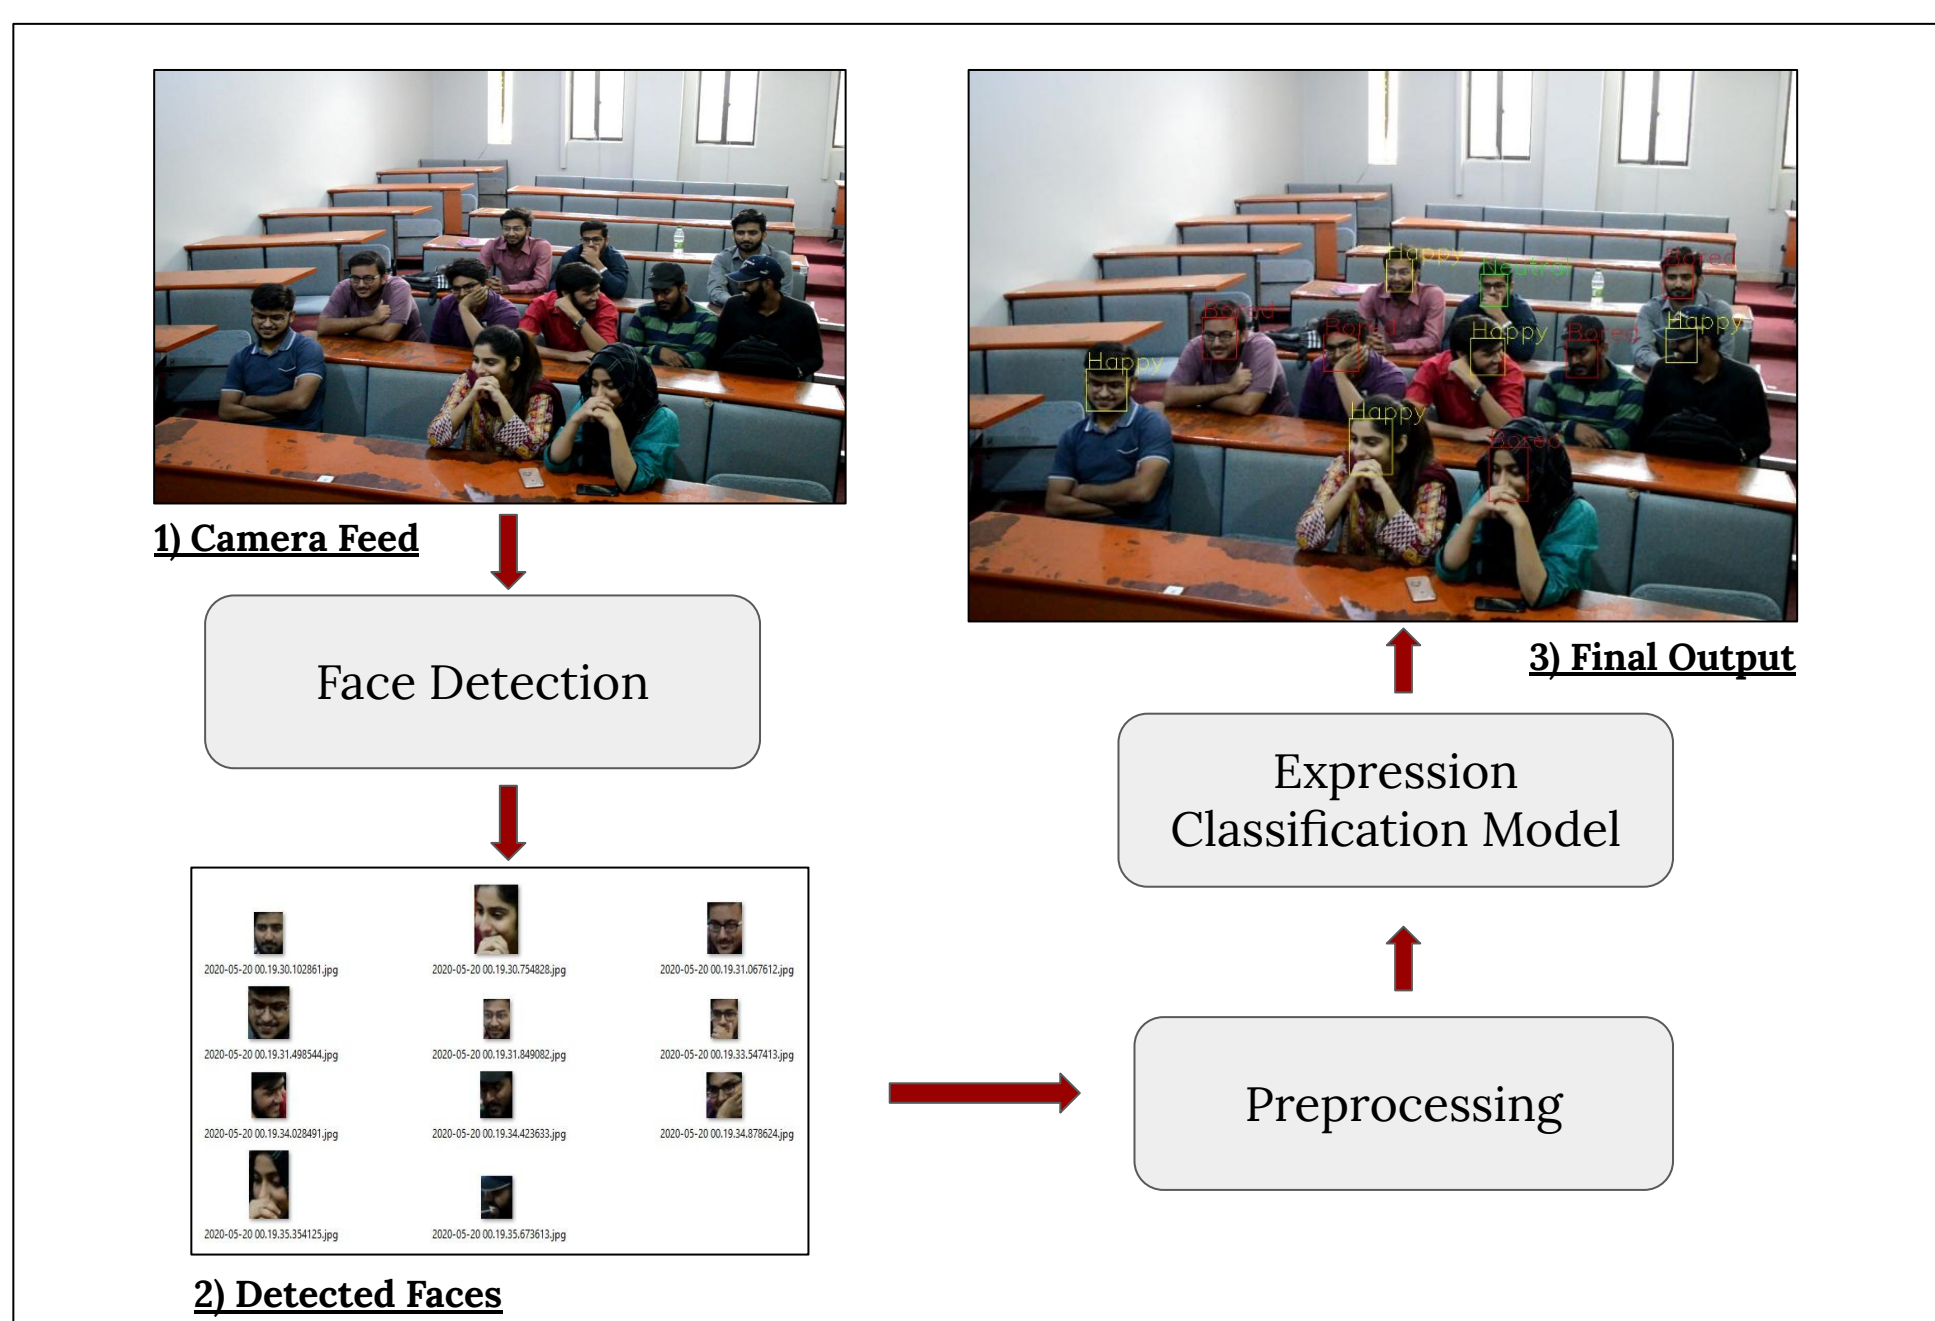 1) Camera Feed
Face Detection
2020-05-20 00.19.30.102861.jpg
2020-05-20 00.19.30.754828.jpg
2020-05-20 00.19.31.067612.jpg
2020-05-20 00.19.31.498544.jpg
2020-05-20 00.19.31.849082.jpg
2020-05-20 00.19.33.547413.jpg
2020-05-20 00.19.34.028491.jpg
2020-05-20 00.19.34.423633.jpg
2020-05-20 00.19.34.878624.jpg
2020-05-20 00.19.35.354125.jpg
2020-05-20 00.19.35.673613.jpg
2) Detected Faces
Preprocessing
Expression
Classification Model
Happy
Neutral
Bored
Bored
Bored
Happy
Bored
Happy
Happy
Happy
Bored
3) Final Output